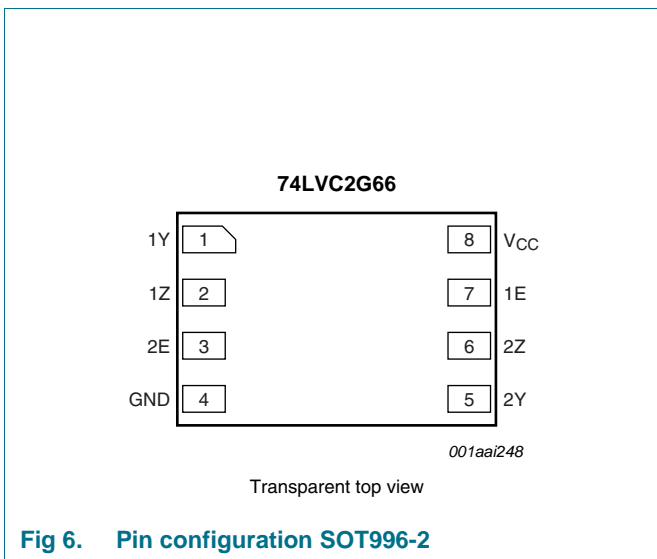 74LVC2G66
1Y 1 8 VCC
1Z 2 7 1E
2E 3 6 2Z
GND 4 5 2Y
001aai248
Transparent top view
Fig 6. Pin configuration SOT996-2